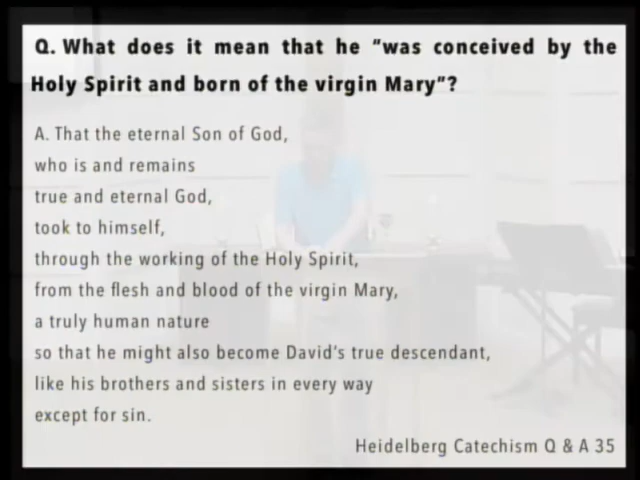 Q. What does it mean that he "was conceived by the
Holy Spirit and born of the virgin Mary"?
A. That the eternal Son of God,
who is and remains
true and eternal God,
took to himself,
through the working of the Holy Spirit,
from the flesh and blood of the virgin Mary,
a truly human nature
so that he might also become David's true descendant,
like his brothers and sisters in every way
except for sin.
Heidelberg Catechism Q & A 35